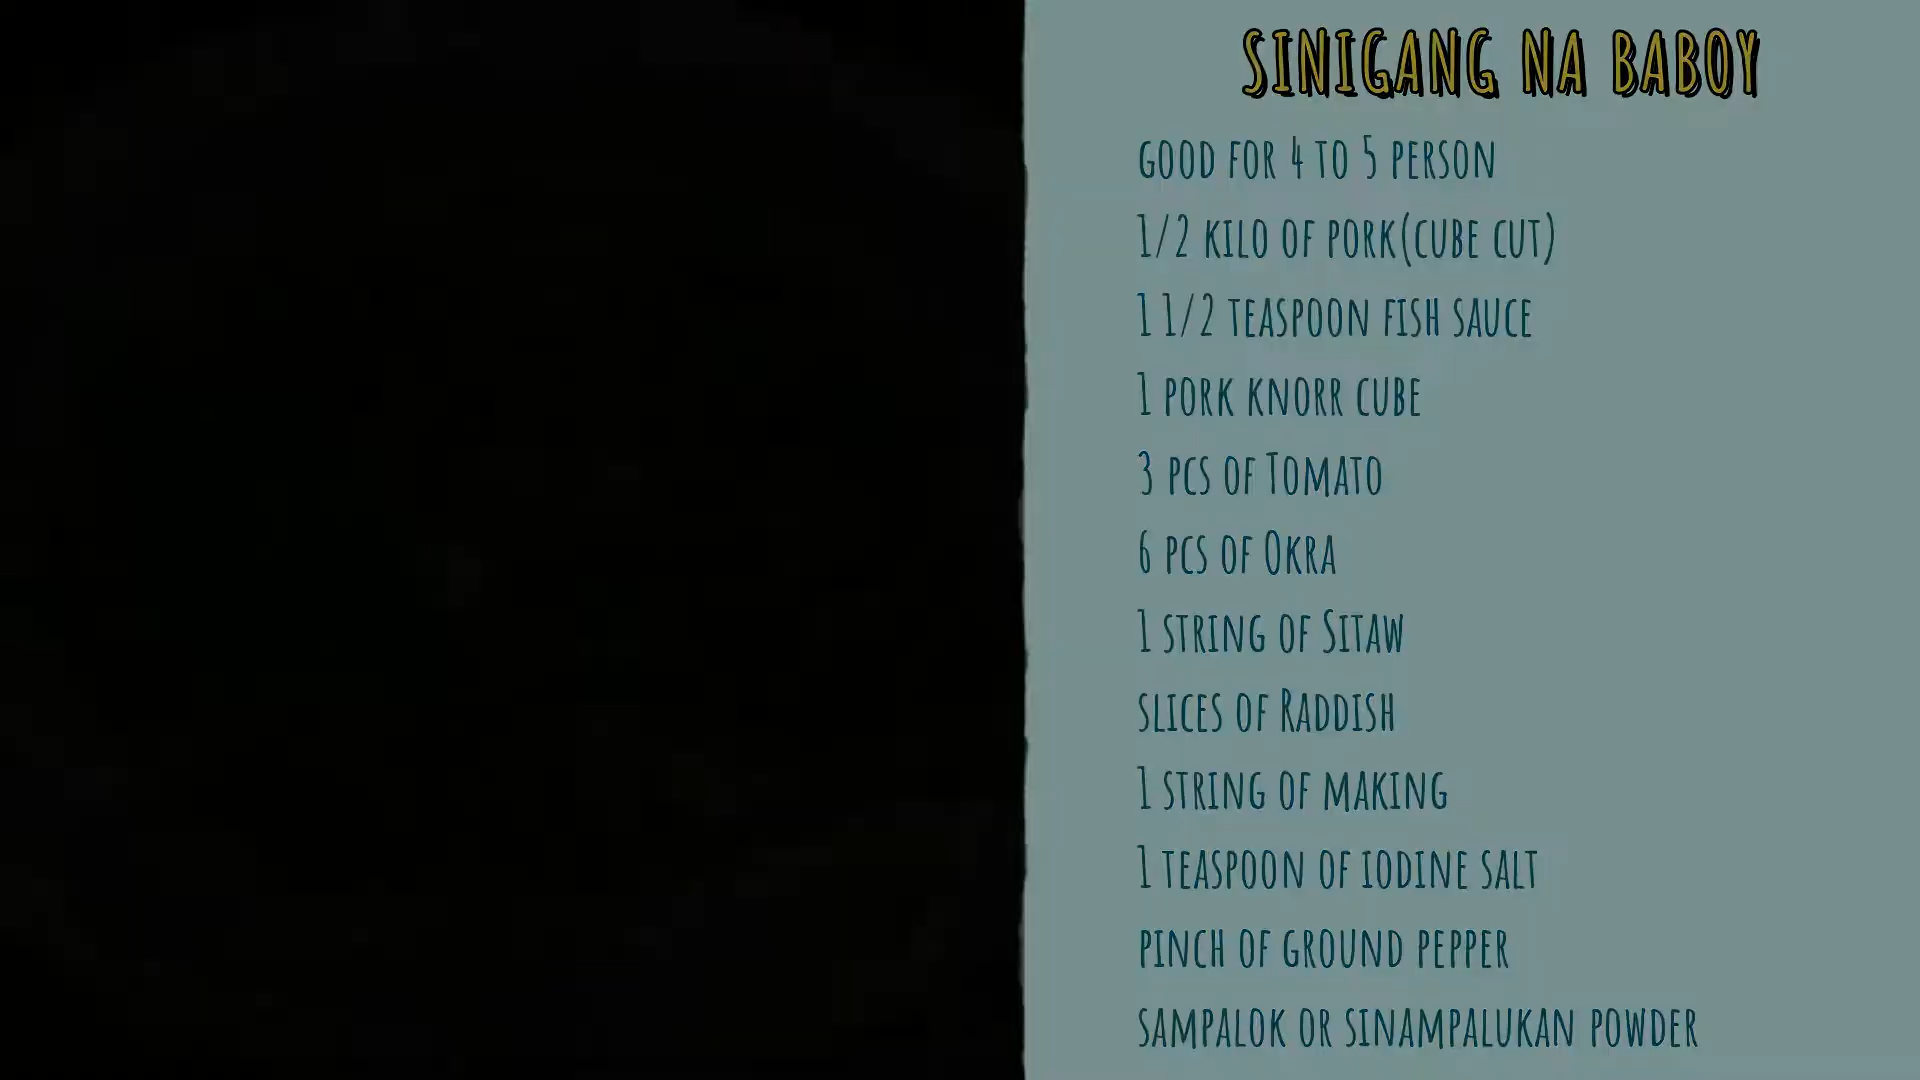 SINIGANG NA BABOY
GOOD FOR 4 TO 5 PERSON
1/2 KILO OF PORK(CUBE CUT)
1 1/2 TEASPOON FISH SAUCE
1 PORK KNORR CUBE
3 PCS OF TOMATO
6 PCS OF OKRA
1 STRING OF SITAW
SLICES OF RADDISH
1 STRING OF MAKING
1 TEASPOON OF IODINE SALT
PINCH OF GROUND PEPPER
SAMPALOK OR SINAMPALUKAN POWDER